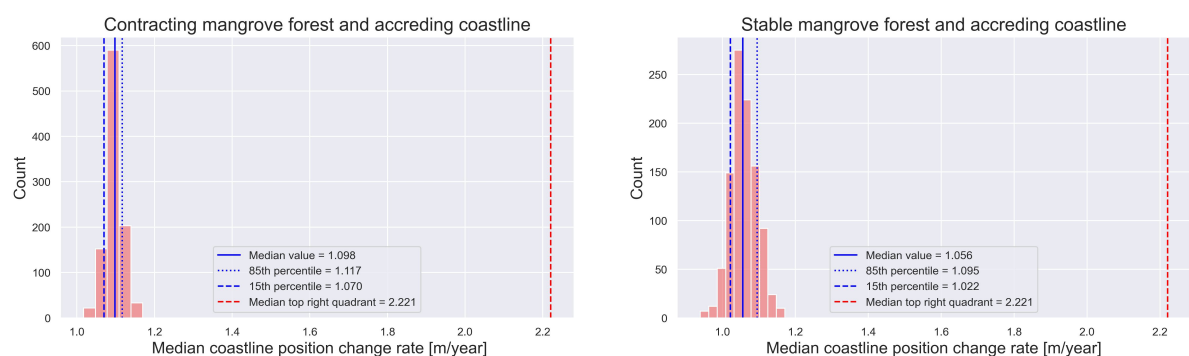 Contracting mangrove forest and accreding coastline
600
500
400
300
200
100
0
Count
Median value = 1.098
85th percentile = 1.117
15th percentile = 1.070
Median top right quadrant = 2.221
1.0 1.2 1.4 1.6 1.8 2.0 2.2
Median coastline position change rate [m/year]
Stable mangrove forest and accreding coastline
250
200
150
100
50
0
Count
Median value = 1.056
85th percentile = 1.095
15th percentile = 1.022
Median top right quadrant = 2.221
1.0 1.2 1.4 1.6 1.8 2.0 2.2
Median coastline position change rate [m/year]